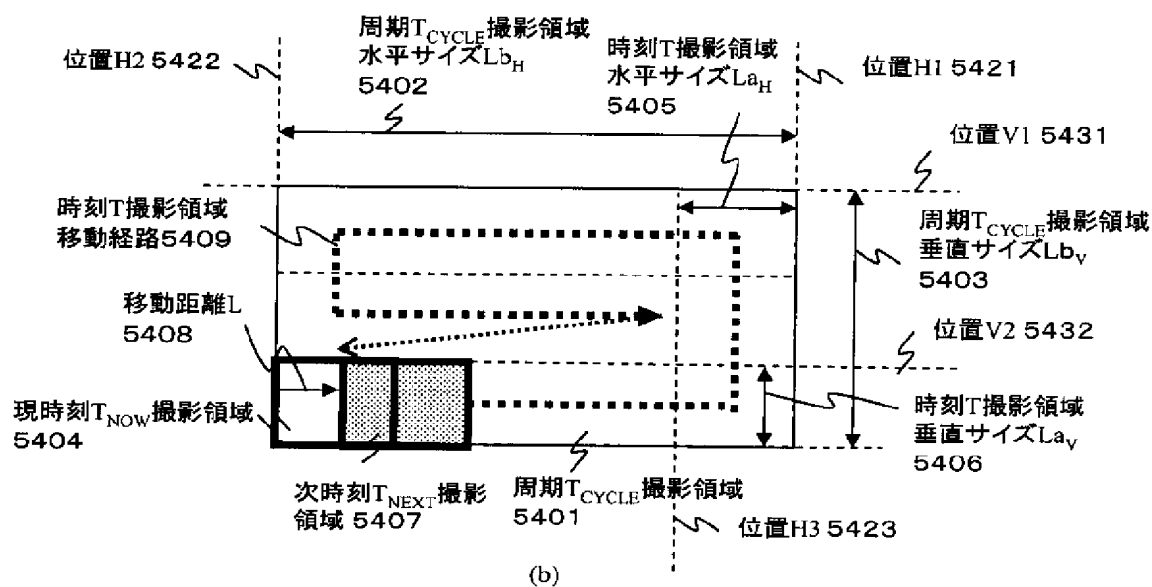 周期T_CYCLE撮影領域
水平サイズLb_H
5402
時刻T撮影領域
水平サイズLa_H
5405
位置H2 5422
位置H1 5421
位置V1 5431
時刻T撮影領域
移動経路5409
周期T_CYCLE撮影領域
垂直サイズLb_V
5403
移動距離L
5408
位置V2 5432
現時刻T_NOW撮影領域
5404
時刻T撮影領域
垂直サイズLa_V
5406
次時刻T_NEXT撮影
領域 5407
周期T_CYCLE撮影領域
5401
位置H3 5423
(b)